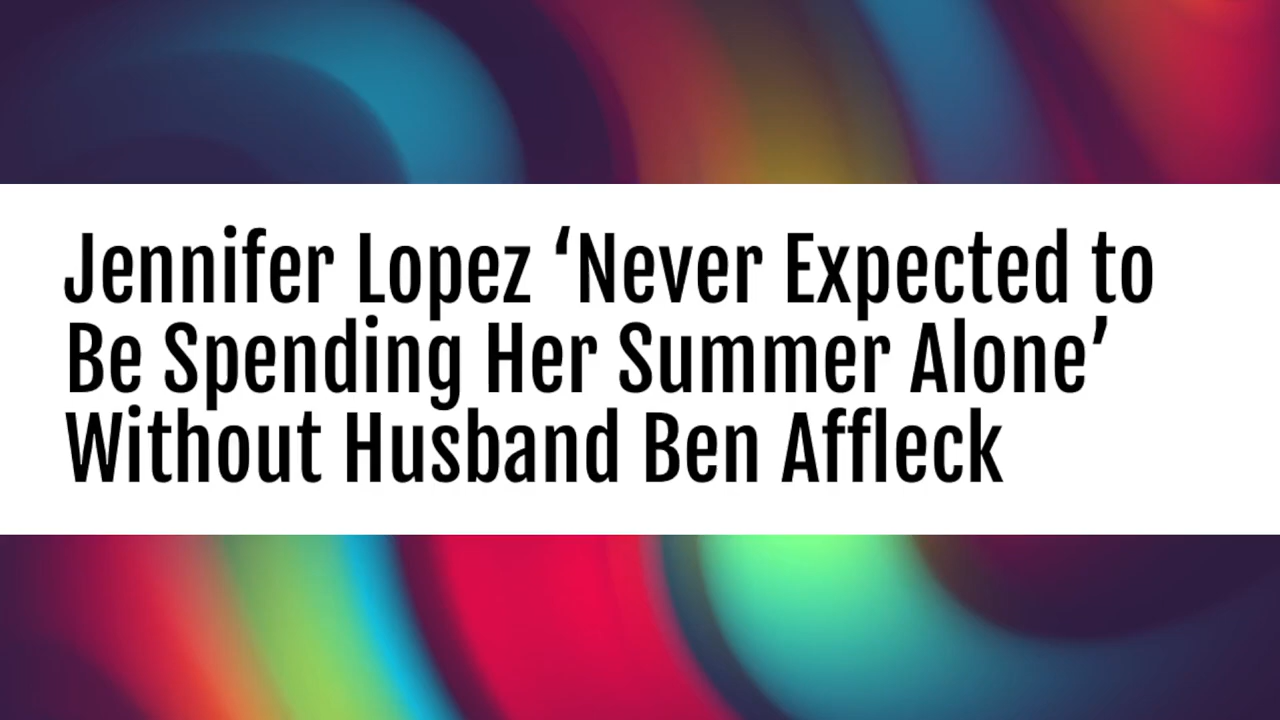 Jennifer Lopez ‘Never Expected to
Be Spending Her Summer Alone’
Without Husband Ben Affleck